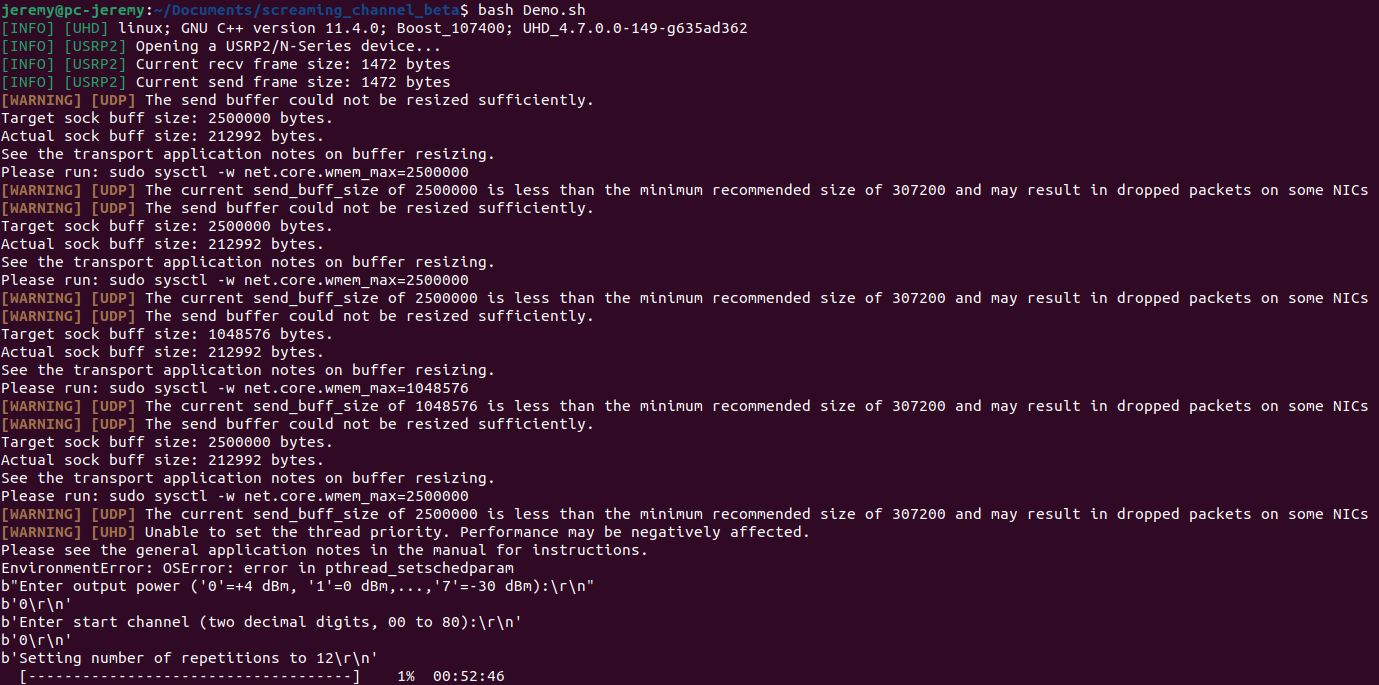 jeremy@pc-jeremy:~/Documents/screaming_channel_beta$ bash Demo.sh
[INFO] [UHD] linux; GNU C++ version 11.4.0; Boost_107400; UHD_4.7.0.0-149-g635ad362
[INFO] [USRP2] Opening a USRP2/N-Series device...
[INFO] [USRP2] Current recv frame size: 1472 bytes
[INFO] [USRP2] Current send frame size: 1472 bytes
[WARNING] [UDP] The send buffer could not be resized sufficiently.
Target sock buff size: 2500000 bytes.
Actual sock buff size: 212992 bytes.
See the transport application notes on buffer resizing.
Please run: sudo sysctl -w net.core.wmem_max=2500000
[WARNING] [UDP] The current send_buff_size of 2500000 is less than the minimum recommended size of 307200 and may result in dropped packets on some NICs
[WARNING] [UDP] The send buffer could not be resized sufficiently.
Target sock buff size: 2500000 bytes.
Actual sock buff size: 212992 bytes.
See the transport application notes on buffer resizing.
Please run: sudo sysctl -w net.core.wmem_max=2500000
[WARNING] [UDP] The current send_buff_size of 2500000 is less than the minimum recommended size of 307200 and may result in dropped packets on some NICs
[WARNING] [UDP] The send buffer could not be resized sufficiently.
Target sock buff size: 1048576 bytes.
Actual sock buff size: 212992 bytes.
See the transport application notes on buffer resizing.
Please run: sudo sysctl -w net.core.wmem_max=1048576
[WARNING] [UDP] The current send_buff_size of 1048576 is less than the minimum recommended size of 307200 and may result in dropped packets on some NICs
[WARNING] [UDP] The send buffer could not be resized sufficiently.
Target sock buff size: 2500000 bytes.
Actual sock buff size: 212992 bytes.
See the transport application notes on buffer resizing.
Please run: sudo sysctl -w net.core.wmem_max=2500000
[WARNING] [UDP] The current send_buff_size of 2500000 is less than the minimum recommended size of 307200 and may result in dropped packets on some NICs
[WARNING] [UHD] Unable to set the thread priority. Performance may be negatively affected.
Please see the general application notes in the manual for instructions.
EnvironmentError: OSError: error in pthread_setschedparam
b"Enter output power ('0'=+4 dBm, '1'=0 dBm,...,'7'=-30 dBm):\r\n"
b'0\r\n'
b'Enter start channel (two decimal digits, 00 to 80):\r\n'
b'0\r\n'
b'Setting number of repetitions to 12\r\n'
[------------------------------------] 1% 00:52:46